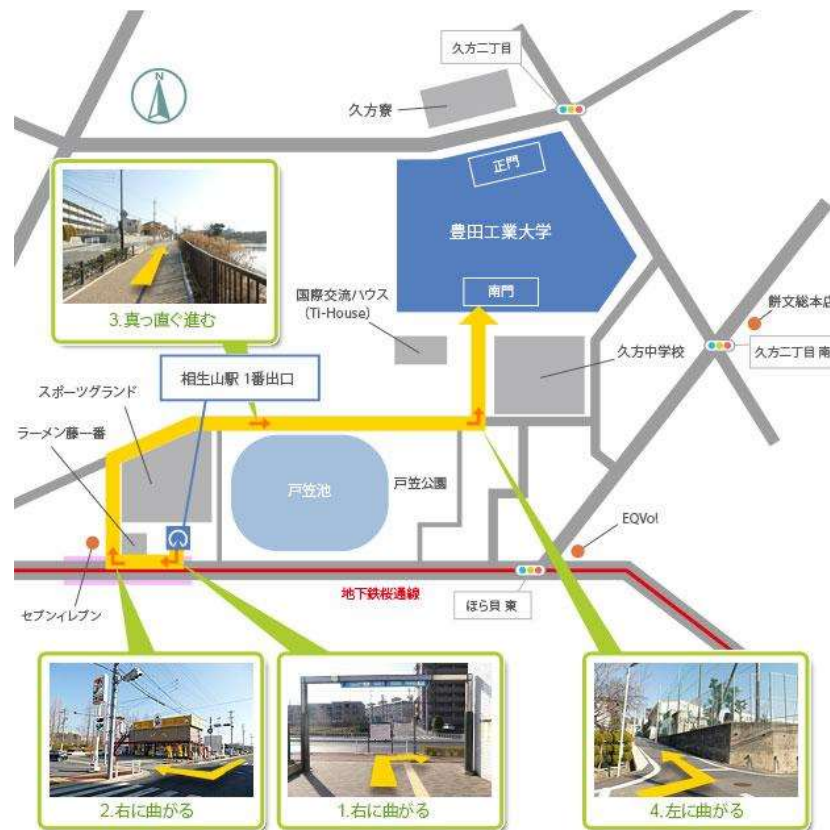 久方二丁目
N
久方寮
正門
豊田工業大学
南門
国際交流ハウス
(Ti-House)
餅文総本店
久方二丁目 南
久方中学校
3.真っ直ぐ進む
相生山駅 1番出口
スポーツグランド
ラーメン藤一番
戸笠池
戸笠公園
EQVo!
セブンイレブン
地下鉄桜通線
ほら貝 東
2.右に曲がる
1.右に曲がる
4.左に曲がる